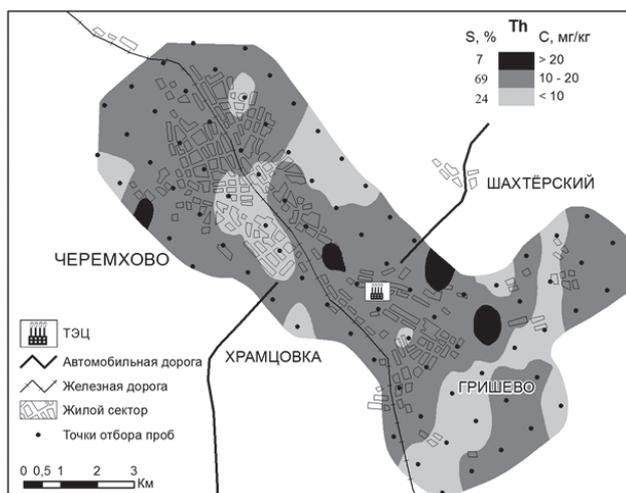 Th
S, % C, мг/кг
7 > 20
69 10 - 20
24 < 10
ШАХТЁРСКИЙ
ЧЕРЕМХОВО
ХРАМЦОВКА
ГРИШЕВО
ТЭЦ
Автомобильная дорога
Железная дорога
Жилой сектор
Точки отбора проб
0 0,5 1 2 3
Км